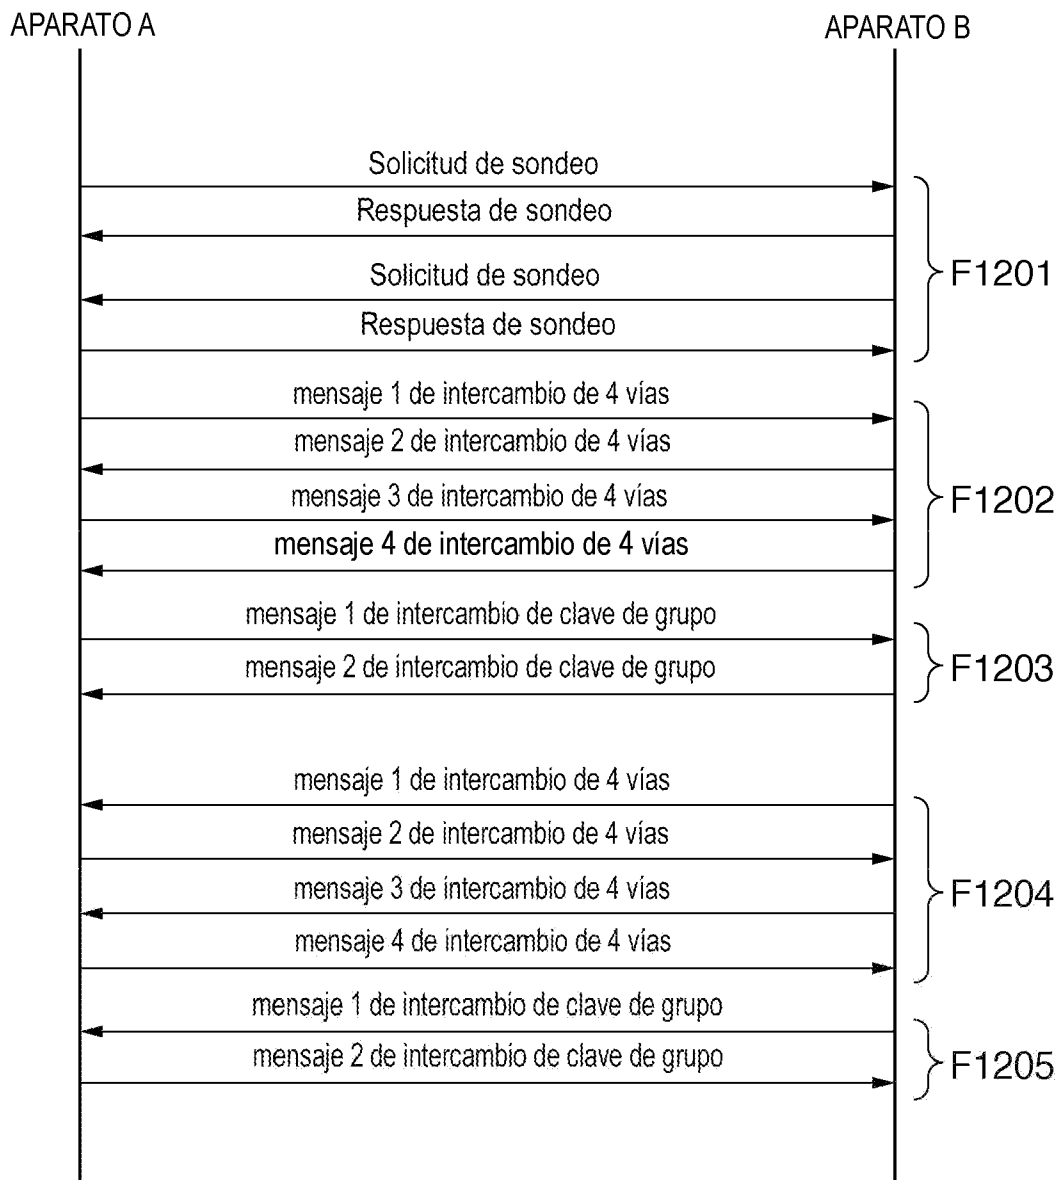 APARATO A
APARATO B
Solicitud de sondeo
Respuesta de sondeo
Solicitud de sondeo
Respuesta de sondeo
F1201
mensaje 1 de intercambio de 4 vías
mensaje 2 de intercambio de 4 vías
mensaje 3 de intercambio de 4 vías
mensaje 4 de intercambio de 4 vías
F1202
mensaje 1 de intercambio de clave de grupo
mensaje 2 de intercambio de clave de grupo
F1203
mensaje 1 de intercambio de 4 vías
mensaje 2 de intercambio de 4 vías
mensaje 3 de intercambio de 4 vías
mensaje 4 de intercambio de 4 vías
F1204
mensaje 1 de intercambio de clave de grupo
mensaje 2 de intercambio de clave de grupo
F1205